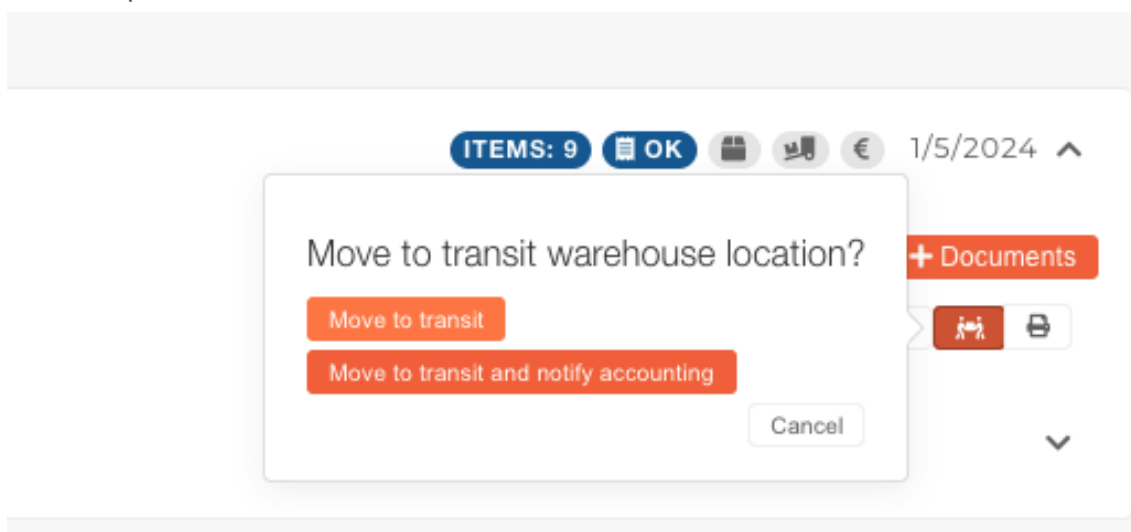 ITEMS: 9 OK € 1/5/2024
Move to transit warehouse location?
+ Documents
Move to transit
Move to transit and notify accounting
Cancel